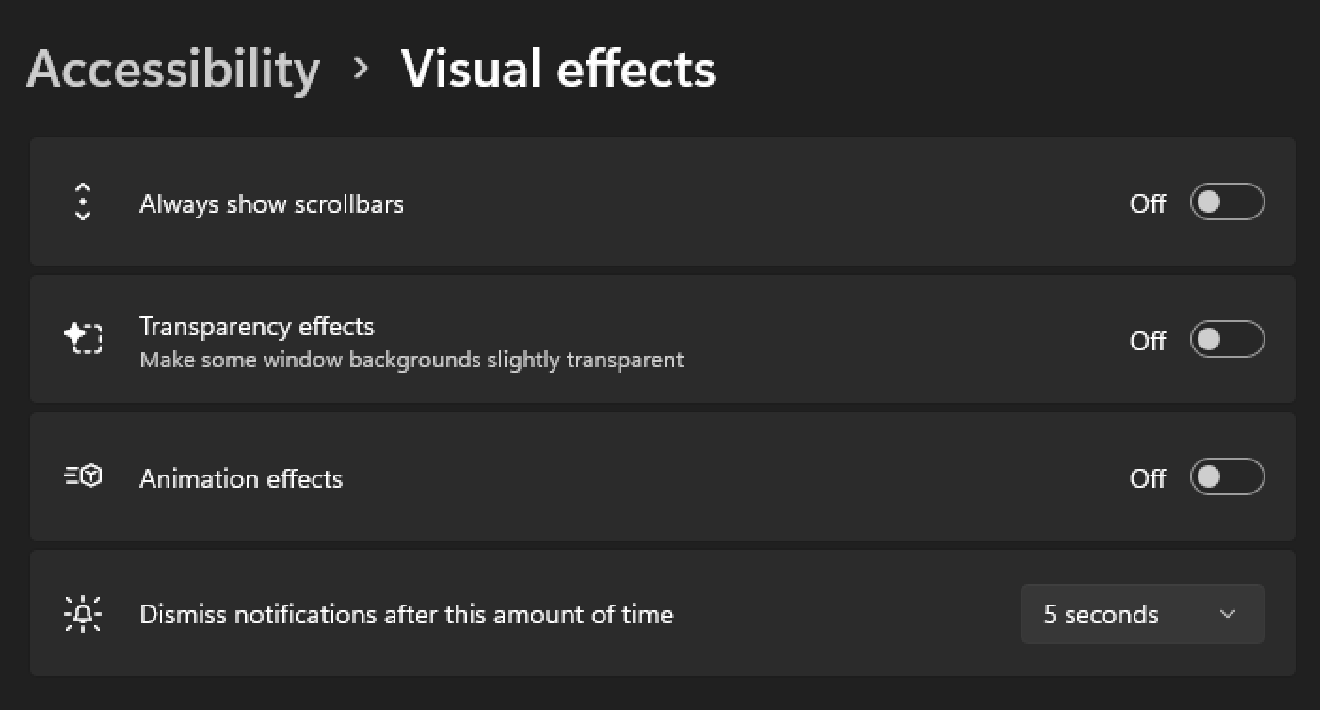 Accessibility > Visual effects
Always show scrollbars Off
Transparency effects
Make some window backgrounds slightly transparent
Off
Animation effects Off
Dismiss notifications after this amount of time 5 seconds